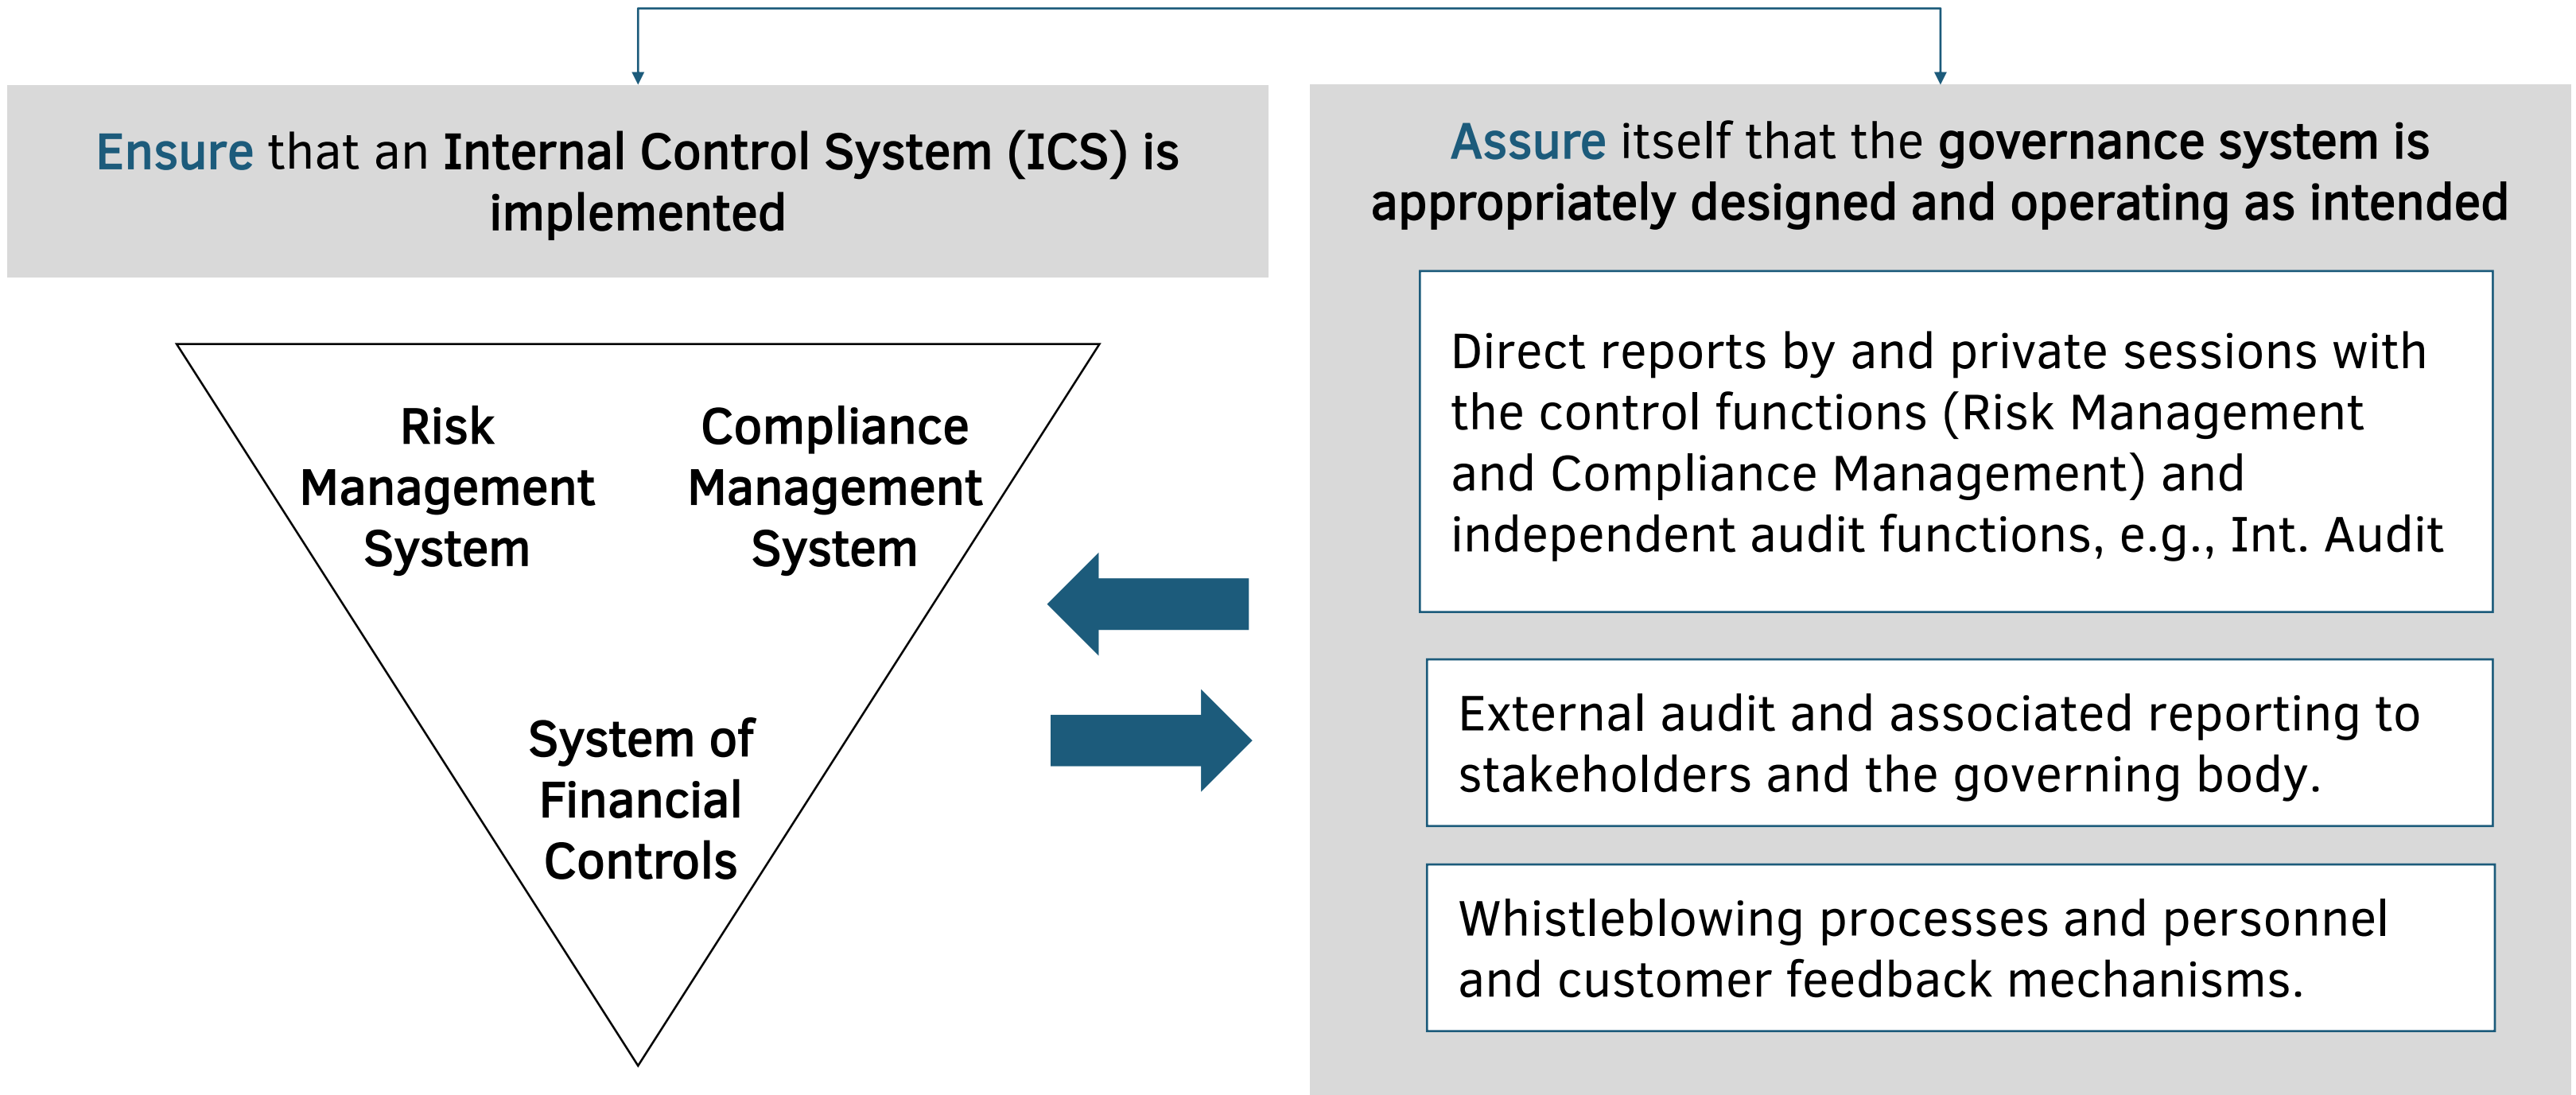 Ensure that an Internal Control System (ICS) is
implemented
Risk
Management
System
Compliance
Management
System
System of
Financial
Controls
Assure itself that the governance system is
appropriately designed and operating as intended
Direct reports by and private sessions with
the control functions (Risk Management
and Compliance Management) and
independent audit functions, e.g., Int. Audit
External audit and associated reporting to
stakeholders and the governing body.
Whistleblowing processes and personnel
and customer feedback mechanisms.